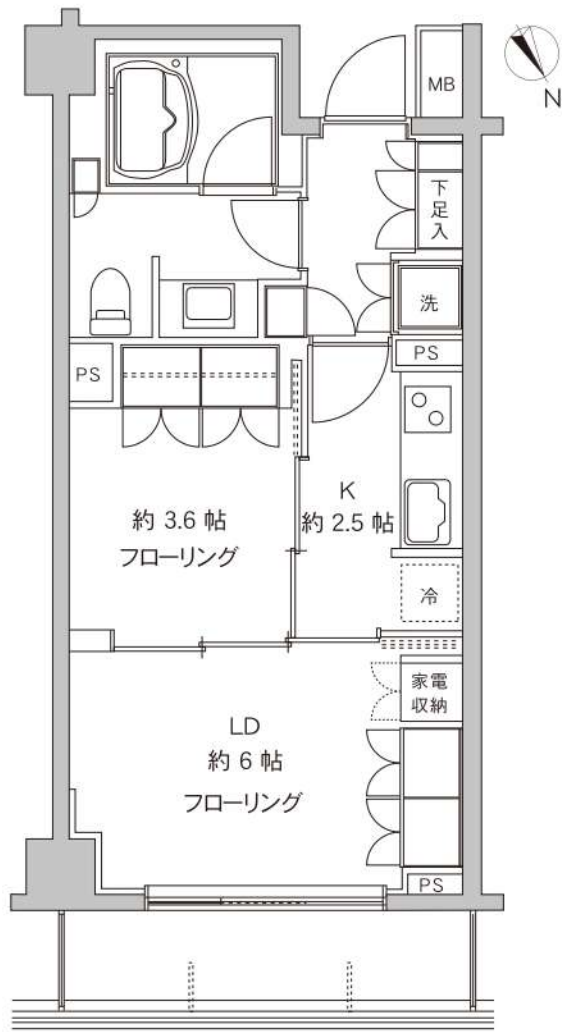 MB
N
下足入
洗
PS
PS
K
約 2.5 帖
約 3.6 帖
フローリング
冷
家電
収納
LD
約 6 帖
フローリング
PS